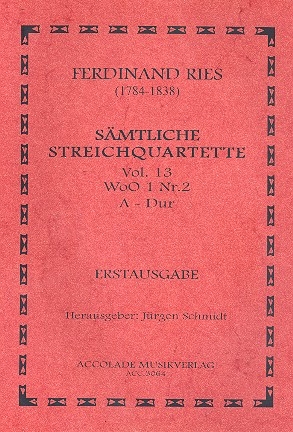 FERDINAND RIES
(1784-1838)
SÄMTLICHE
STREICHQUARTETTE
Vol. 13
WoO 1 Nr.2
A - Dur
ERSTAUSGABE
Herausgeber: Jürgen Schmidt
ACCOLADE MUSIKVERLAG
ACC.3064